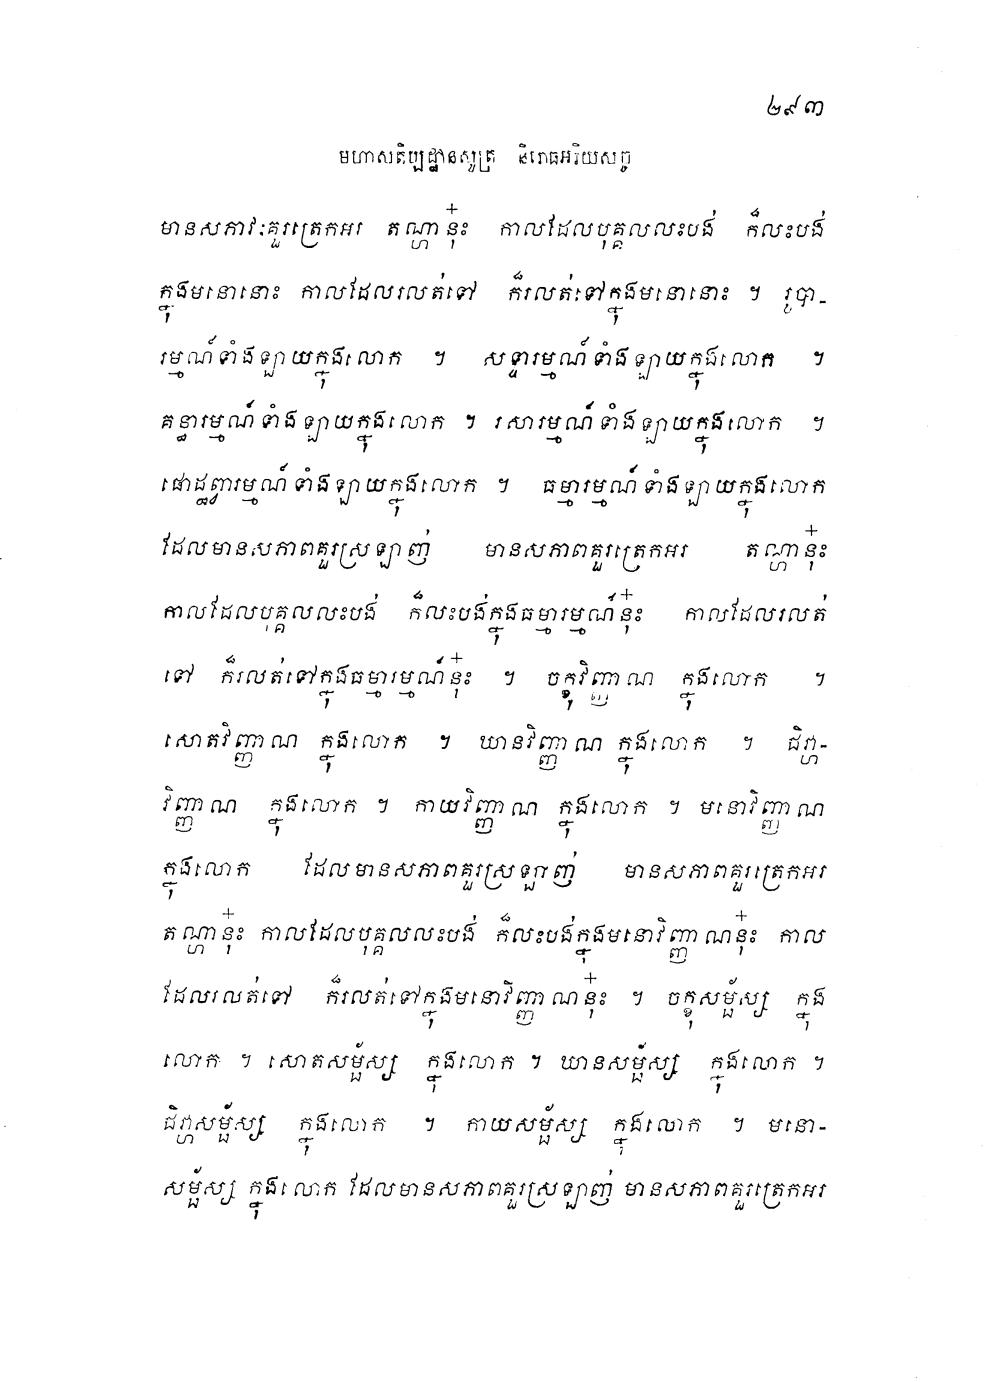 ២៩៣
មហាសតិប្បដ្ឋានសូត្រ និរោធអរិយសច្ច
មានសភាវៈគួរត្រេកអរ តណ្ហានុ៎ះ កាលដែលបុគ្គលលះបង់ ក៏លះបង់
ក្នុងមនោនោះ កាលដែលរលត់ទៅ ក៏រលត់ទៅក្នុងមនោនោះ ។ រូបា-
រម្មណ៍ទាំងឡាយក្នុងលោក ។ សទ្ទារម្មណ៍ទាំងឡាយក្នុងលោក ។
គន្ធារម្មណ៍ទាំងឡាយក្នុងលោក ។ រសារម្មណ៍ទាំងឡាយក្នុងលោក ។
ផោដ្ឋព្វារម្មណ៍ទាំងឡាយក្នុងលោក ។ ធម្មារម្មណ៍ទាំងឡាយក្នុងលោក
ដែលមានសភាពគួរស្រឡាញ់ មានសភាពគួរត្រេកអរ តណ្ហានុ៎ះ
កាលដែលបុគ្គលលះបង់ ក៏លះបង់ក្នុងធម្មារម្មណ៍នុ៎ះ កាលដែលរលត់
ទៅ ក៏រលត់ទៅក្នុងធម្មារម្មណ៍នុ៎ះ ។ ចក្ខុវិញ្ញាណ ក្នុងលោក ។
សោតវិញ្ញាណ ក្នុងលោក ។ ឃានវិញ្ញាណ ក្នុងលោក ។ ជិវ្ហា-
វិញ្ញាណ ក្នុងលោក ។ កាយវិញ្ញាណ ក្នុងលោក ។ មនោវិញ្ញាណ
ក្នុងលោក ដែលមានសភាពគួរស្រឡាញ់ មានសភាពគួរត្រេកអរ
តណ្ហានុ៎ះ កាលដែលបុគ្គលលះបង់ ក៏លះបង់ក្នុងមនោវិញ្ញាណនុ៎ះ កាល
ដែលរលត់ទៅ ក៏រលត់ទៅក្នុងមនោវិញ្ញាណនុ៎ះ ។ ចក្ខុសម្ផ័ស្ស ក្នុង
លោក ។ សោតសម្ផ័ស្ស ក្នុងលោក ។ ឃានសម្ផ័ស្ស ក្នុងលោក ។
ជិវ្ហាសម្ផ័ស្ស ក្នុងលោក ។ កាយសម្ផ័ស្ស ក្នុងលោក ។ មនោ-
សម្ផ័ស្ស ក្នុងលោក ដែលមានសភាពគួរស្រឡាញ់ មានសភាពគួរត្រេកអរ